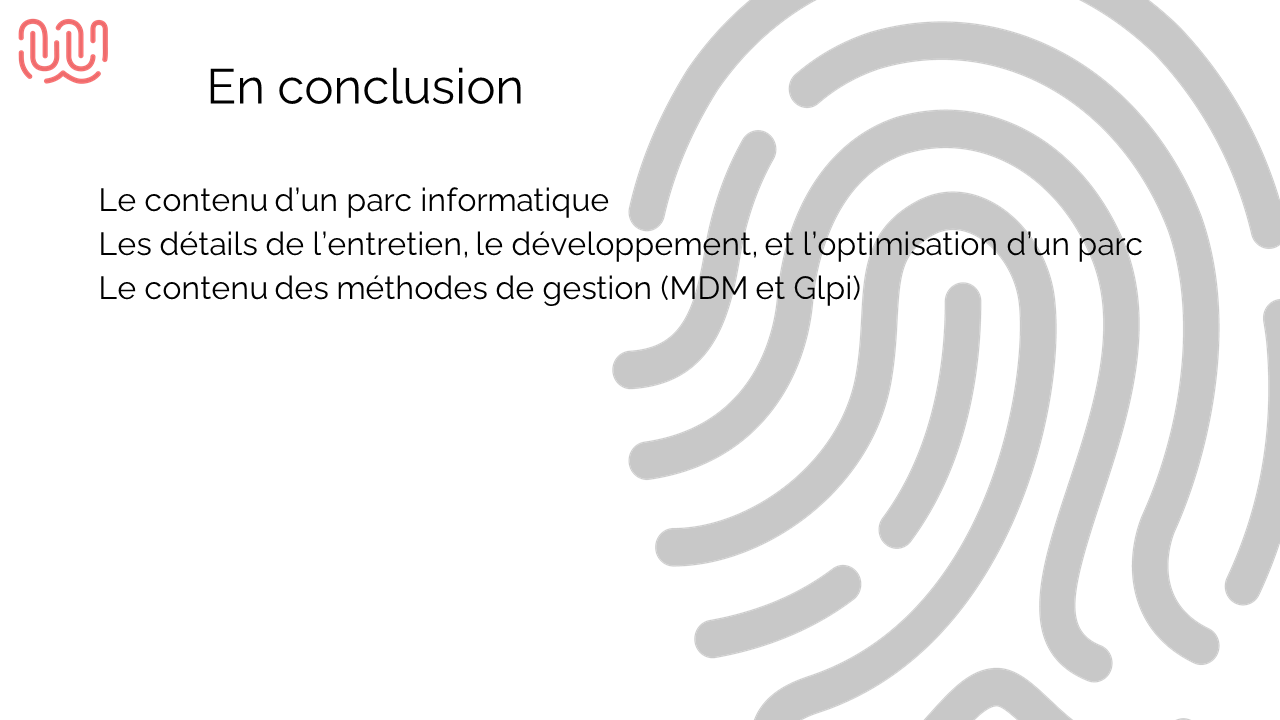 En conclusion
Le contenu d’un parc informatique
Les détails de l’entretien, le développement, et l’optimisation d’un parc
Le contenu des méthodes de gestion (MDM et Glpi)